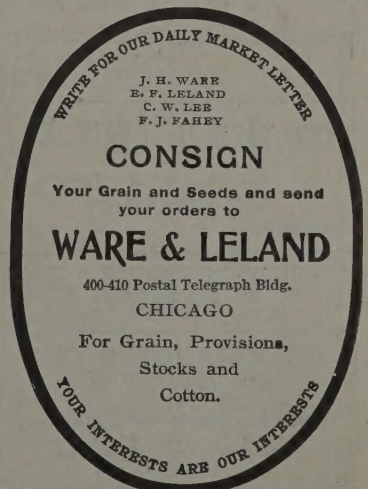 WRITE FOR OUR DAILY MARKET LETTER
J. H. WARE
E. F. LELAND
C. W. LEE
F. J. FAHEY
CONSIGN
Your Grain and Seeds and send
your orders to
WARE & LELAND
400-410 Postal Telegraph Bldg.
CHICAGO
For Grain, Provisions,
Stocks and
Cotton.
YOUR INTERESTS ARE OUR INTERESTS